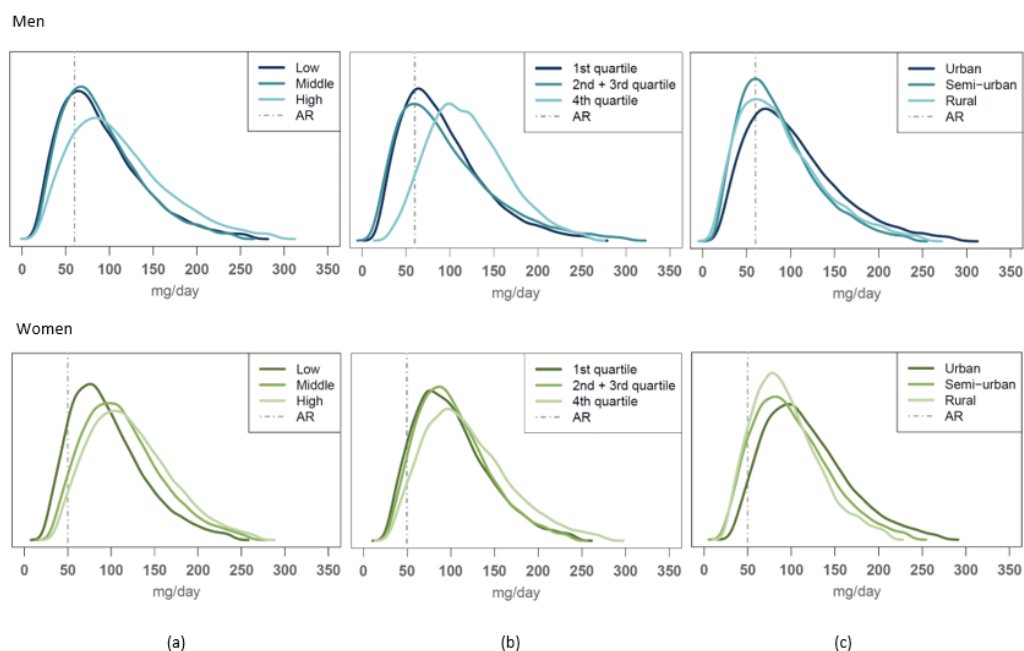 Men
Low
Middle
High
AR
0 50 100 150 200 250 300 350
mg/day
1st quartile
2nd + 3rd quartile
4th quartile
AR
0 50 100 150 200 250 300 350
mg/day
Urban
Semi-urban
Rural
AR
0 50 100 150 200 250 300 350
mg/day
Women
Low
Middle
High
AR
0 50 100 150 200 250 300 350
mg/day
1st quartile
2nd + 3rd quartile
4th quartile
AR
0 50 100 150 200 250 300 350
mg/day
Urban
Semi-urban
Rural
AR
0 50 100 150 200 250 300 350
mg/day
(a)
(b)
(c)